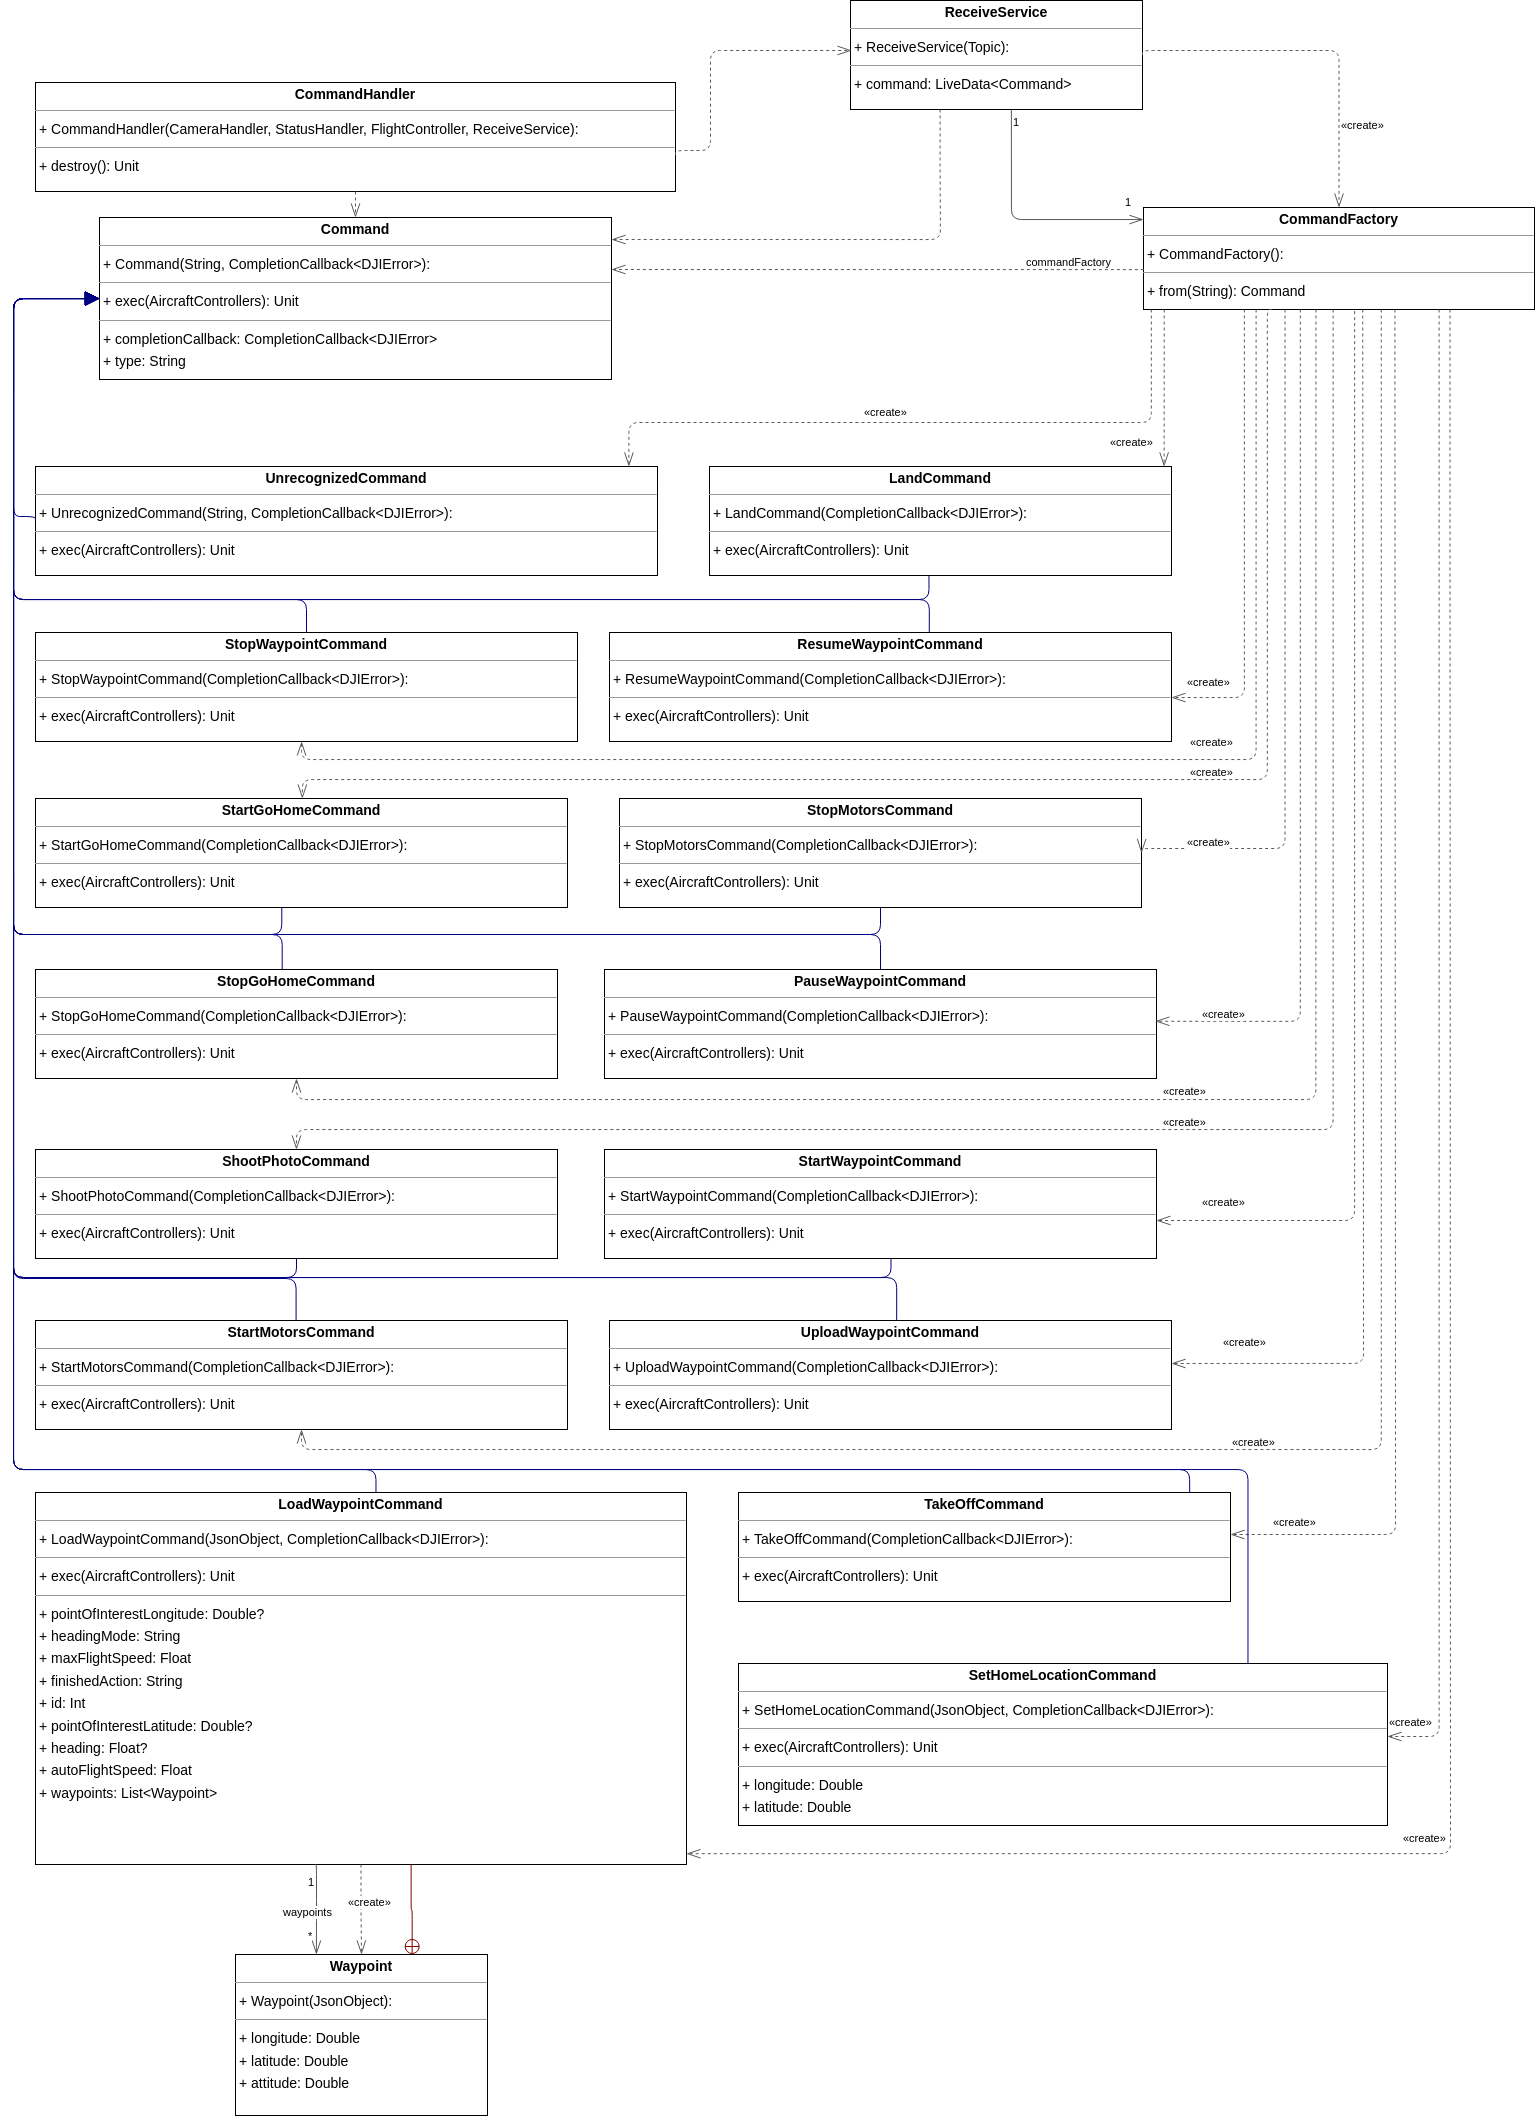 ReceiveService
+ ReceiveService(Topic):
+ command: LiveData<Command>
CommandHandler
+ CommandHandler(CameraHandler, StatusHandler, FlightController, ReceiveService):
+ destroy(): Unit
«create»
1
1
Command
+ Command(String, CompletionCallback<DJIError>):
+ exec(AircraftControllers): Unit
+ completionCallback: CompletionCallback<DJIError>
+ type: String
commandFactory
CommandFactory
+ CommandFactory():
+ from(String): Command
«create»
«create»
UnrecognizedCommand
+ UnrecognizedCommand(String, CompletionCallback<DJIError>):
+ exec(AircraftControllers): Unit
LandCommand
+ LandCommand(CompletionCallback<DJIError>):
+ exec(AircraftControllers): Unit
StopWaypointCommand
+ StopWaypointCommand(CompletionCallback<DJIError>):
+ exec(AircraftControllers): Unit
ResumeWaypointCommand
+ ResumeWaypointCommand(CompletionCallback<DJIError>):
+ exec(AircraftControllers): Unit
«create»
«create»
«create»
StartGoHomeCommand
+ StartGoHomeCommand(CompletionCallback<DJIError>):
+ exec(AircraftControllers): Unit
StopMotorsCommand
+ StopMotorsCommand(CompletionCallback<DJIError>):
+ exec(AircraftControllers): Unit
«create»
StopGoHomeCommand
+ StopGoHomeCommand(CompletionCallback<DJIError>):
+ exec(AircraftControllers): Unit
PauseWaypointCommand
+ PauseWaypointCommand(CompletionCallback<DJIError>):
+ exec(AircraftControllers): Unit
«create»
«create»
«create»
ShootPhotoCommand
+ ShootPhotoCommand(CompletionCallback<DJIError>):
+ exec(AircraftControllers): Unit
StartWaypointCommand
+ StartWaypointCommand(CompletionCallback<DJIError>):
+ exec(AircraftControllers): Unit
«create»
StartMotorsCommand
+ StartMotorsCommand(CompletionCallback<DJIError>):
+ exec(AircraftControllers): Unit
UploadWaypointCommand
+ UploadWaypointCommand(CompletionCallback<DJIError>):
+ exec(AircraftControllers): Unit
«create»
«create»
LoadWaypointCommand
+ LoadWaypointCommand(JsonObject, CompletionCallback<DJIError>):
+ exec(AircraftControllers): Unit
+ pointOfInterestLongitude: Double?
+ headingMode: String
+ maxFlightSpeed: Float
+ finishedAction: String
+ id: Int
+ pointOfInterestLatitude: Double?
+ heading: Float?
+ autoFlightSpeed: Float
+ waypoints: List<Waypoint>
TakeOffCommand
+ TakeOffCommand(CompletionCallback<DJIError>):
+ exec(AircraftControllers): Unit
«create»
SetHomeLocationCommand
+ SetHomeLocationCommand(JsonObject, CompletionCallback<DJIError>):
+ exec(AircraftControllers): Unit
+ longitude: Double
+ latitude: Double
«create»
«create»
1
waypoints
*
«create»
Waypoint
+ Waypoint(JsonObject):
+ longitude: Double
+ latitude: Double
+ attitude: Double